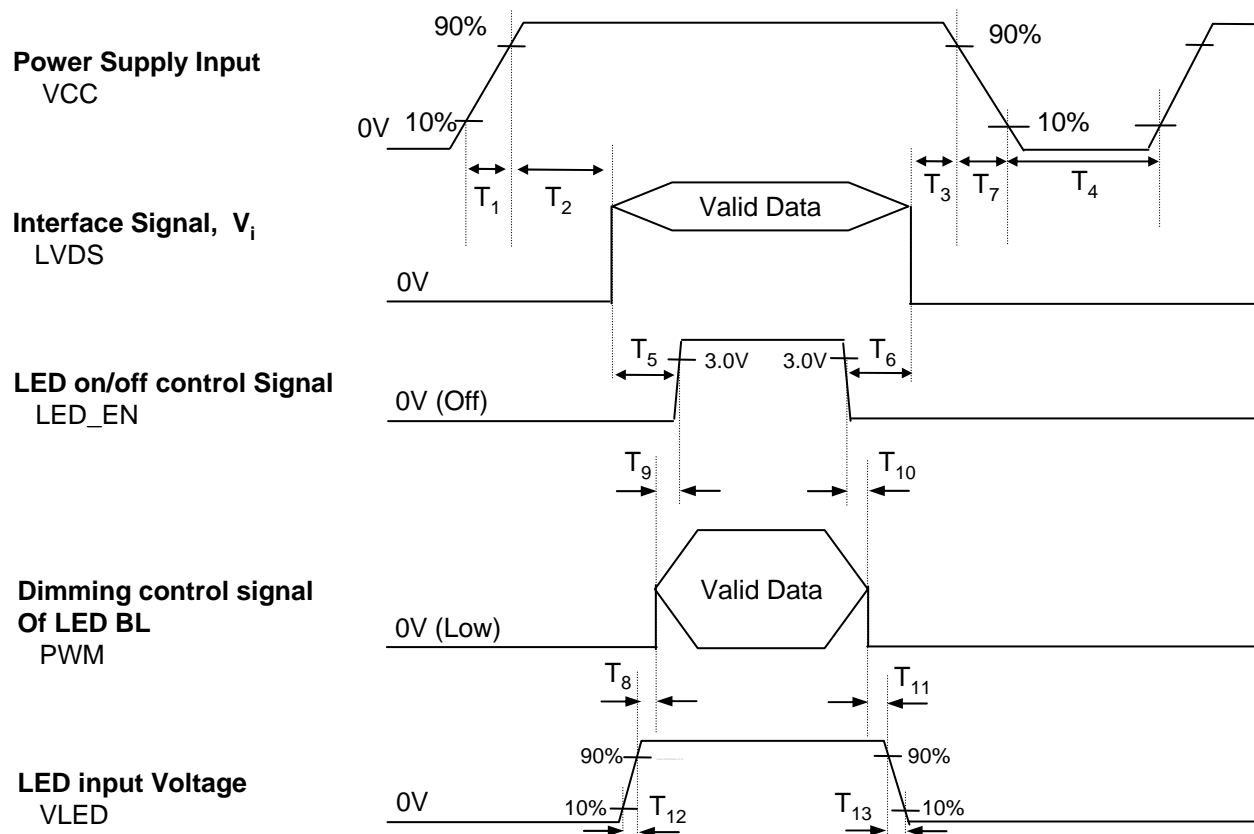 90%
90%
Power Supply Input
VCC
0V
10%
10%
T1
T2
T3
T7
T4
Interface Signal, Vi
LVDS
Valid Data
0V
T5
3.0V
3.0V
T6
LED on/off control Signal
LED_EN
0V (Off)
T9
T10
Dimming control signal
Of LED BL
PWM
Valid Data
0V (Low)
T8
T11
90%
90%
LED input Voltage
VLED
0V
10%
T12
T13
10%